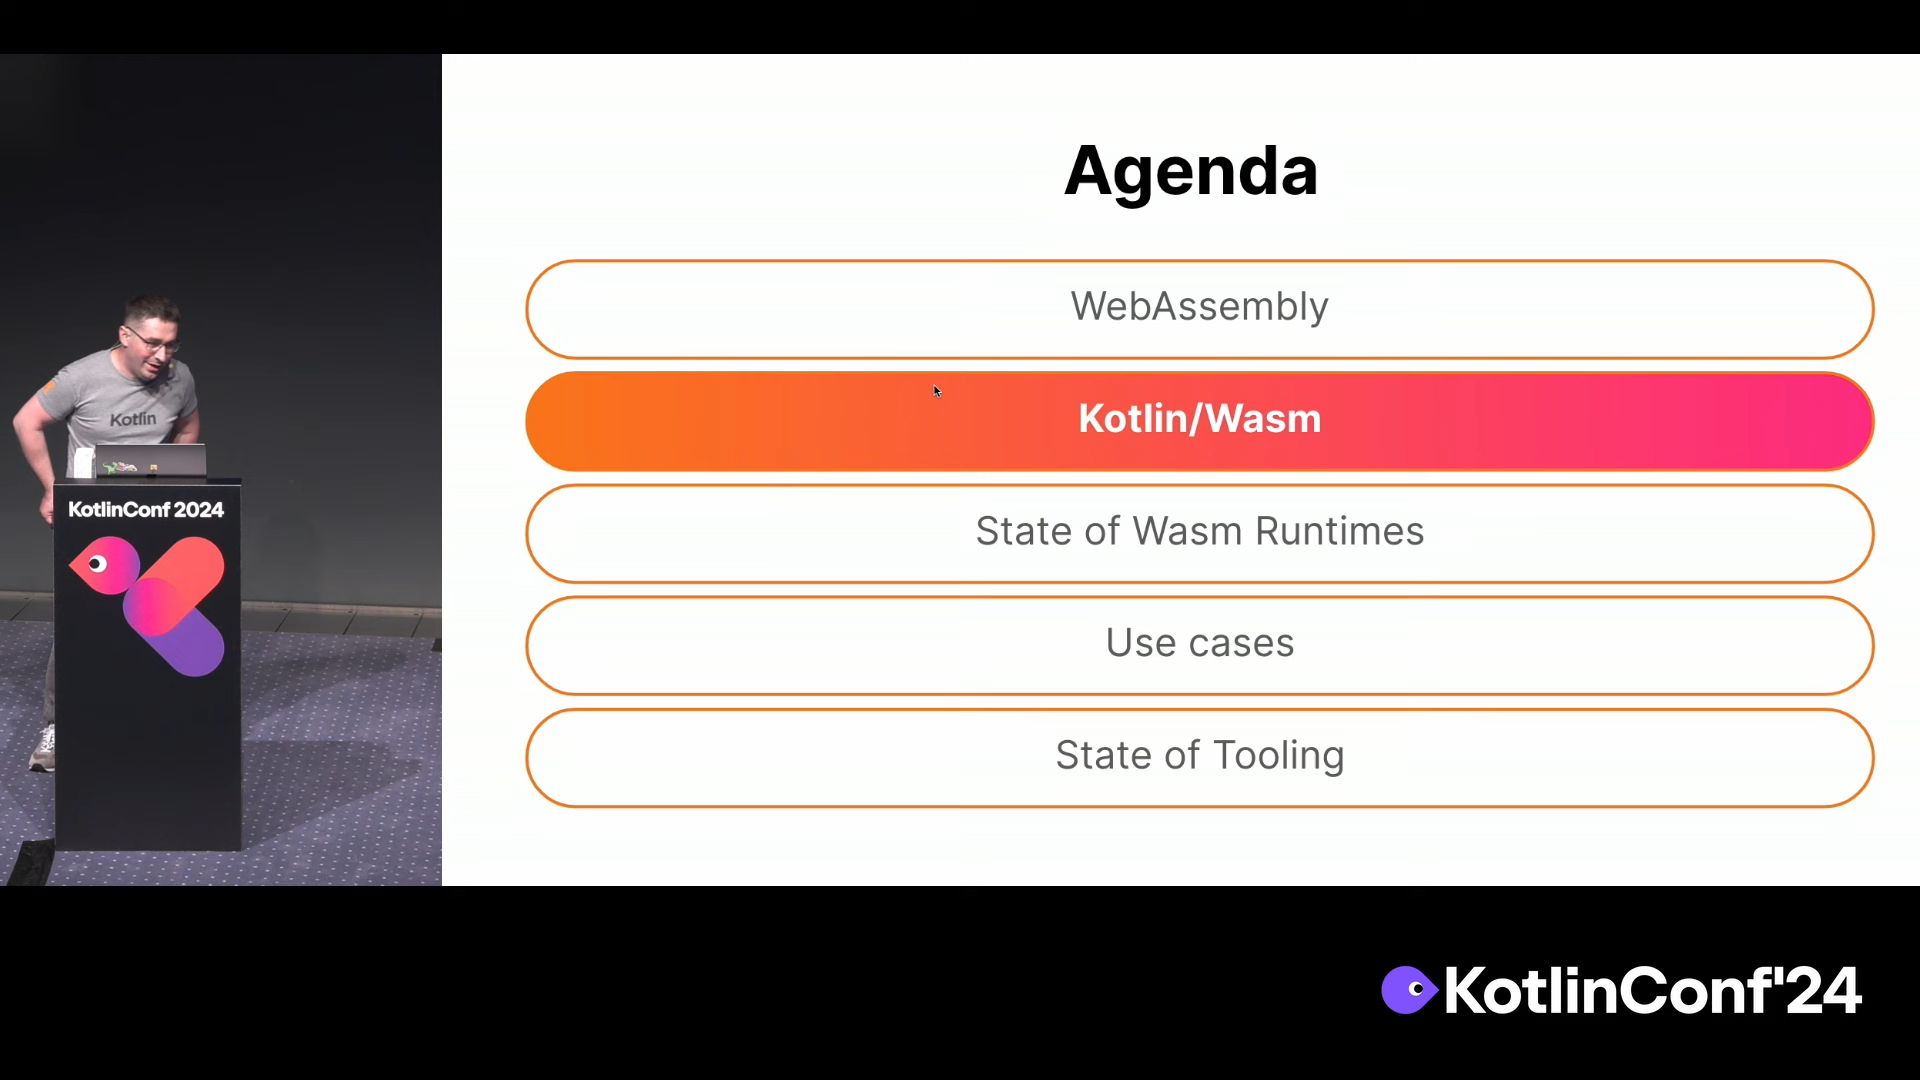 Agenda
WebAssembly
Kotlin/Wasm
State of Wasm Runtimes
Use cases
State of Tooling
Kotlin
KotlinConf 2024
KotlinConf'24